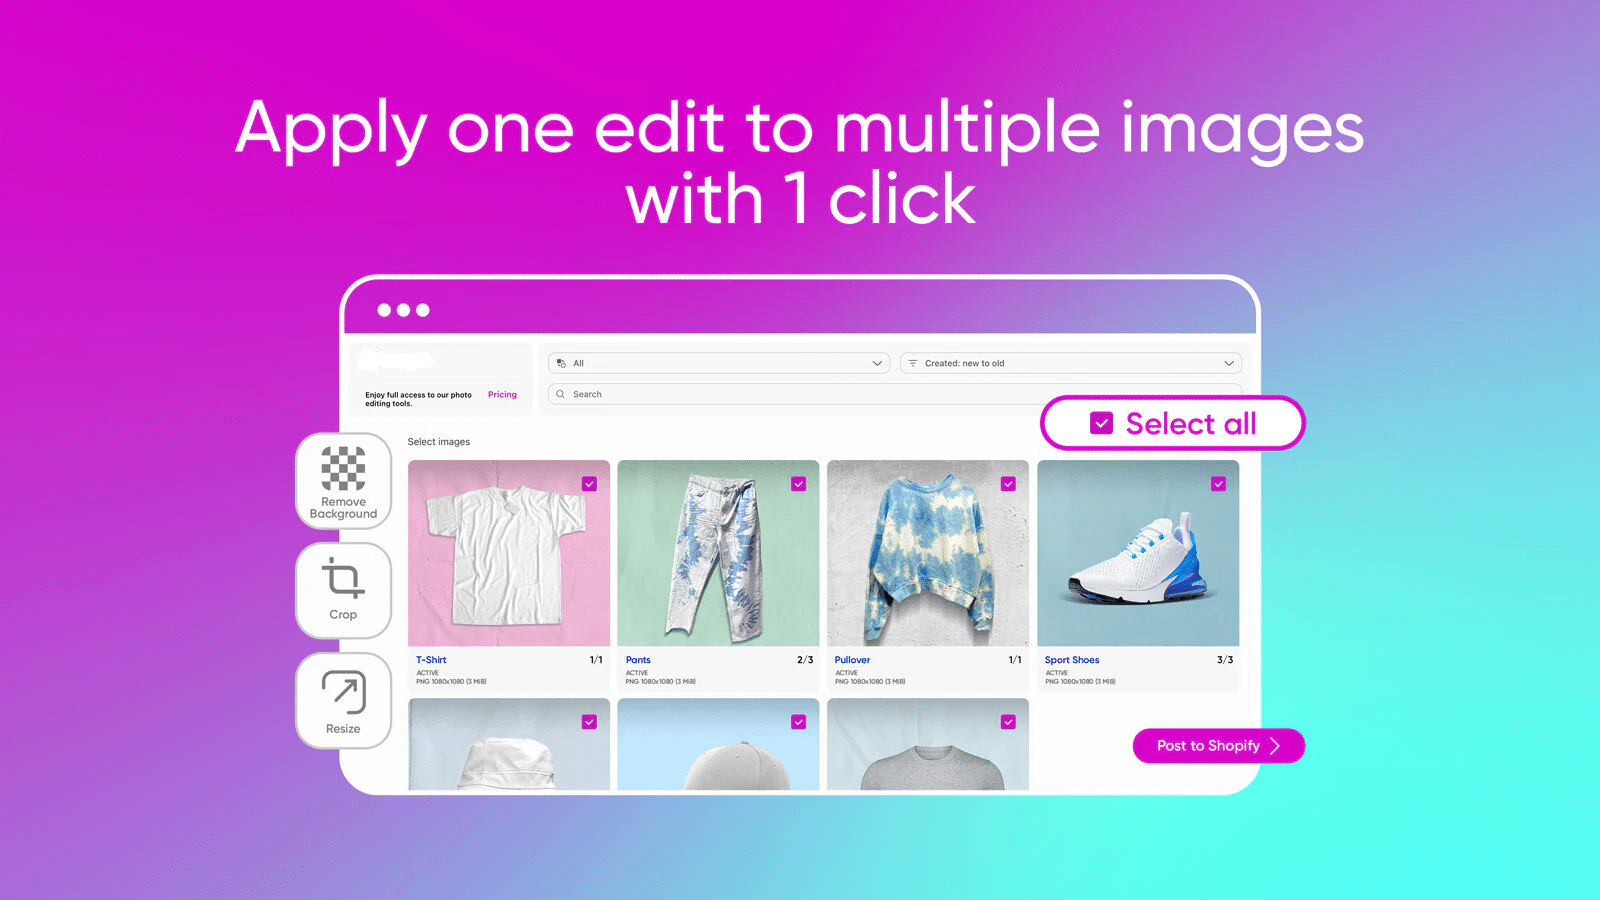 Apply one edit to multiple images
with 1 click
All
Created: new to old
Enjoy full access to our photo
editing tools.
Pricing
Search
Select all
Select images
Remove
Background
Crop
Resize
T-Shirt 1/1
ACTIVE
PNG 1080x1080 (3 MiB)
Pants 2/3
ACTIVE
PNG 1080x1080 (3 MiB)
Pullover 1/1
ACTIVE
PNG 1080x1080 (3 MiB)
Sport Shoes 3/3
ACTIVE
PNG 1080x1080 (3 MiB)
Post to Shopify